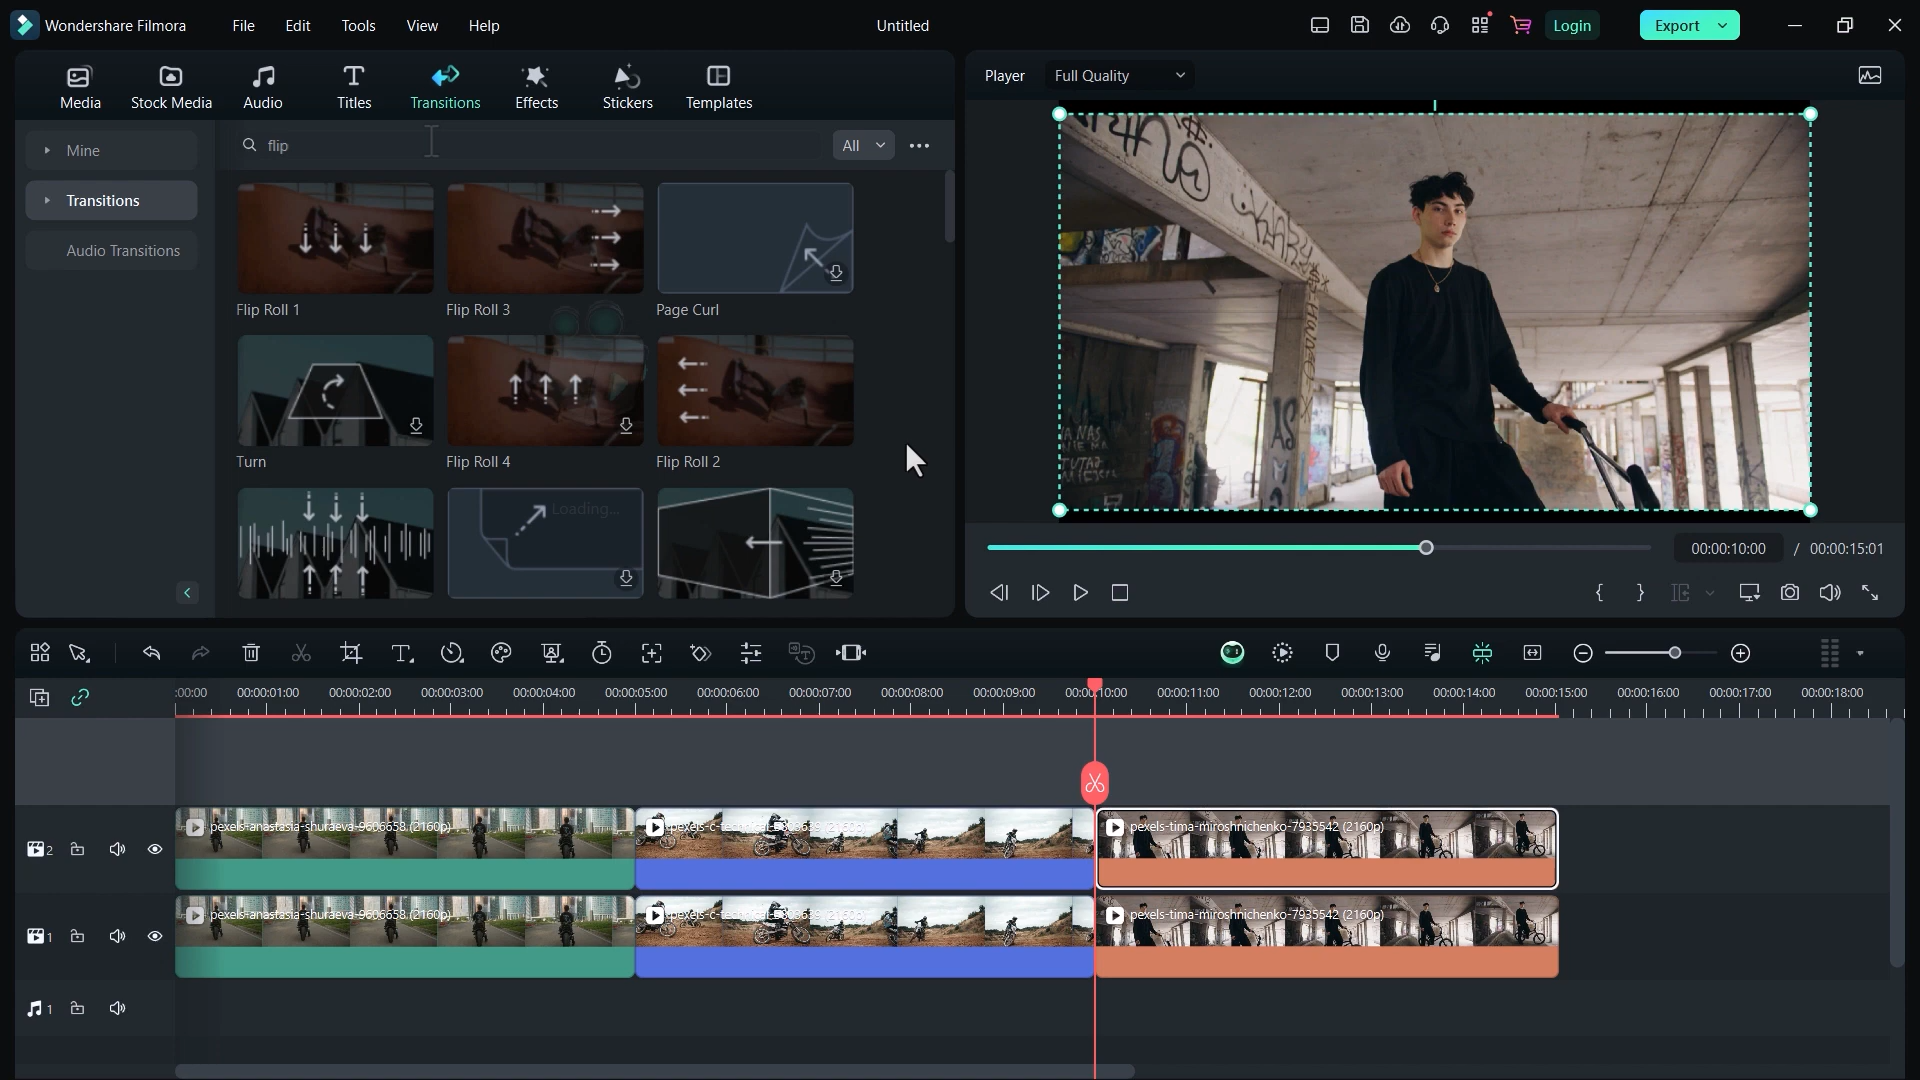 Wondershare Filmora
File
Edit
Tools
View
Help
Untitled
Login
Export
Media
Stock Media
Audio
Titles
Transitions
Effects
Stickers
Templates
Player
Full Quality
Mine
Transitions
Audio Transitions
flip
All
Flip Roll 1
Flip Roll 3
Page Curl
Turn
Flip Roll 4
Flip Roll 2
Loading...
00:00:10:00 / 00:00:15:01
:00:00
00:00:01:00
00:00:02:00
00:00:03:00
00:00:04:00
00:00:05:00
00:00:06:00
00:00:07:00
00:00:08:00
00:00:09:00
00:00:10:00
00:00:11:00
00:00:12:00
00:00:13:00
00:00:14:00
00:00:15:00
00:00:16:00
00:00:17:00
00:00:18:00
2
pexels-anastasia-shuraeva-9606658 (2160p)
pexels-tima-miroshnichenko-7935542 (2160p)
1
pexels-anastasia-shuraeva-9606658 (2160p)
pexels-tima-miroshnichenko-7935542 (2160p)
1